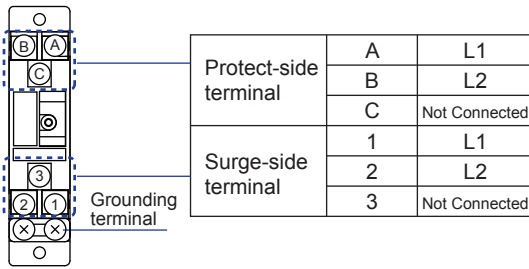 B A
C
3
2 1
Grounding
terminal
Protect-side
terminal
A L1
B L2
C Not Connected
Surge-side
terminal
1 L1
2 L2
3 Not Connected